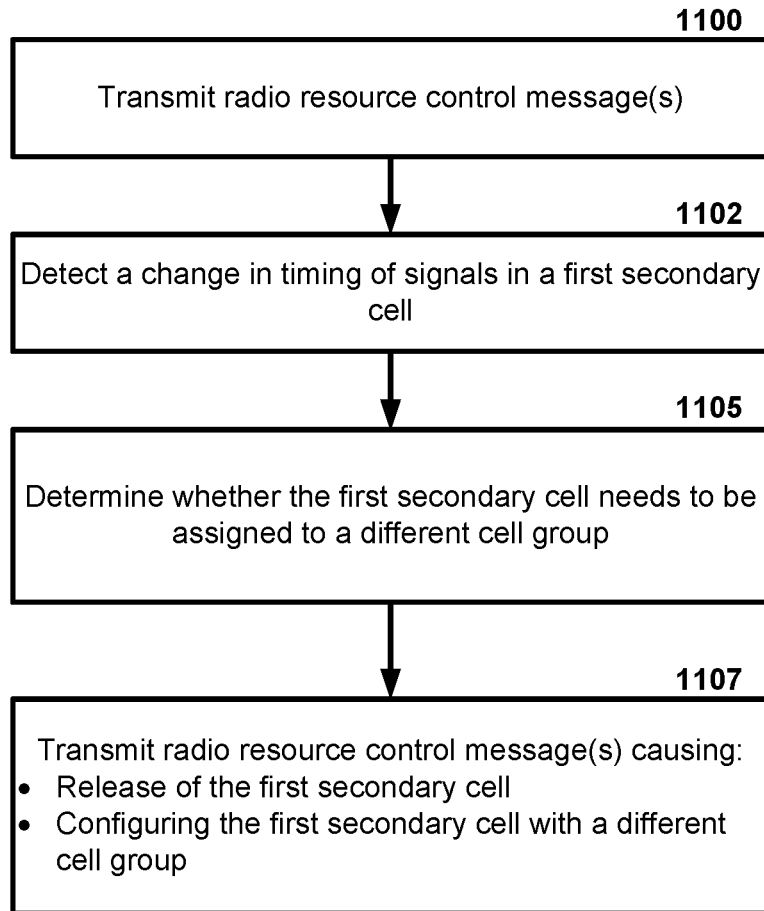 1100
Transmit radio resource control message(s)
1102
Detect a change in timing of signals in a first secondary
cell
1105
Determine whether the first secondary cell needs to be
assigned to a different cell group
1107
Transmit radio resource control message(s) causing:
• Release of the first secondary cell
• Configuring the first secondary cell with a different
cell group